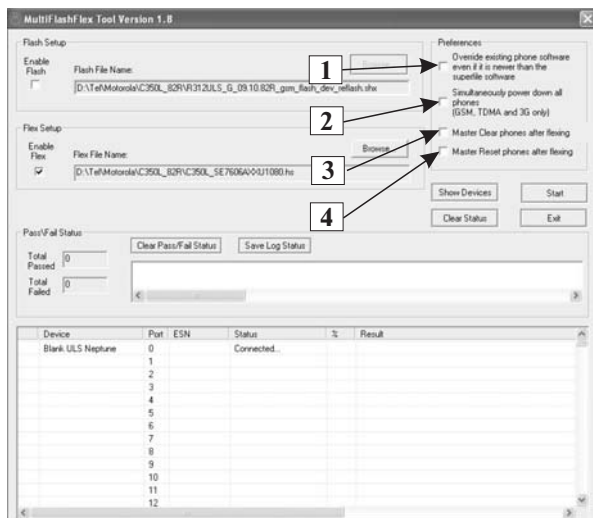 MultiFlashFlex Tool Version 1.8
Flash Setup
Enable
Flash
Flash File Name:
D:\Tel\Motorola\C350L_82R\R312ULS_G_09.10.82R_gsm_flash_dev_reflash.shx
Preferences
1
Override existing phone software
even if it is newer than the
superfile software
2
Simultaneously power down all
phones
(GSM, TDMA and 3G only)
3
Master Clear phones after flexing
4
Master Reset phones after flexing
Flex Setup
Enable
Flex
Flex File Name:
Browse
D:\Tel\Motorola\C350L_82R\C350L_SE7606AXXU1080.hs
Show Devices
Start
Clear Status
Exit
Pass\Fail Status
Total
Passed
0
Total
Failed
0
Clear Pass/Fail Status
Save Log Status
Device Port ESN Status % Result
Blank ULS Neptune 0 Connected...
1
2
3
4
5
6
7
8
9
10
11
12